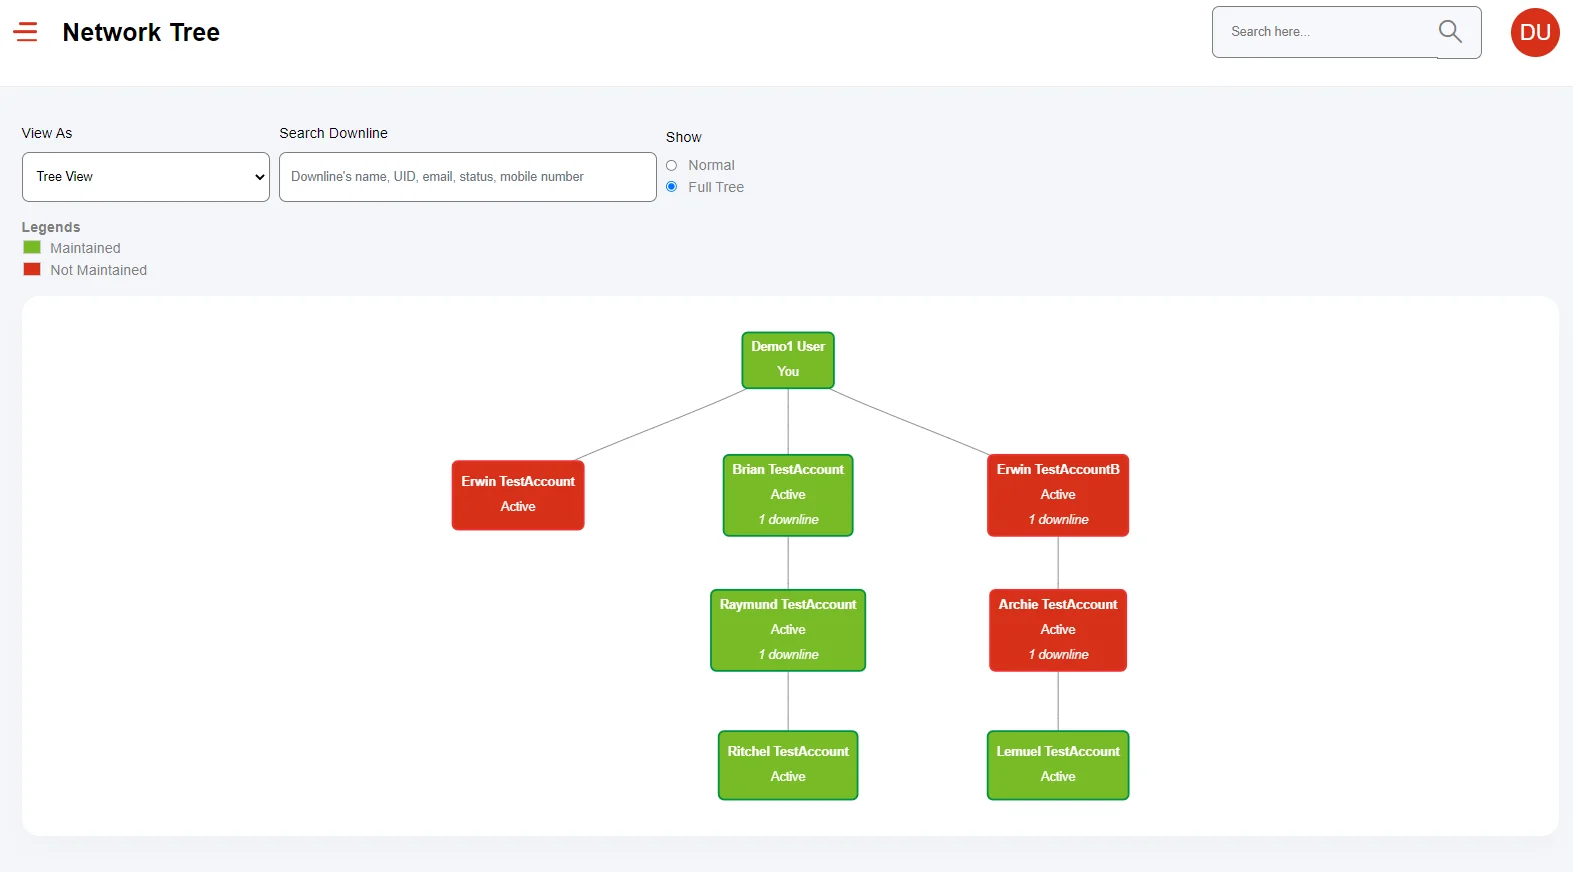 Network Tree
Search here...
DU
View As
Search Downline
Show
Tree View
Downline's name, UID, email, status, mobile number
Normal
Full Tree
Legends
Maintained
Not Maintained
Demo1 User
You
Erwin TestAccount
Active
Brian TestAccount
Active
1 downline
Erwin TestAccountB
Active
1 downline
Raymund TestAccount
Active
1 downline
Archie TestAccount
Active
1 downline
Ritchel TestAccount
Active
Lemuel TestAccount
Active